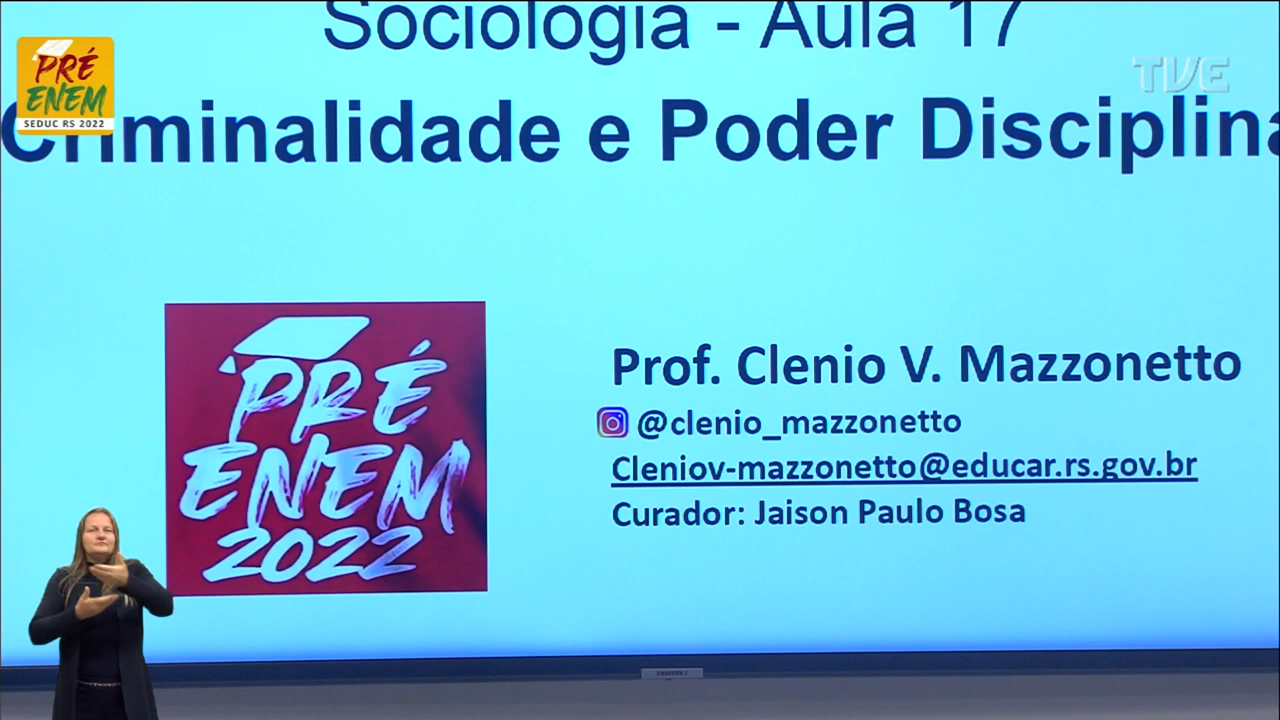 Sociologia - Aula 17
Criminalidade e Poder Disciplina
PRÉ
ENEM
SEDUC RS 2022
TVE
PRÉ
ENEM
2022
Prof. Clenio V. Mazzonetto
@clenio_mazzonetto
Cleniov-mazzonetto@educar.rs.gov.br
Curador: Jaison Paulo Bosa